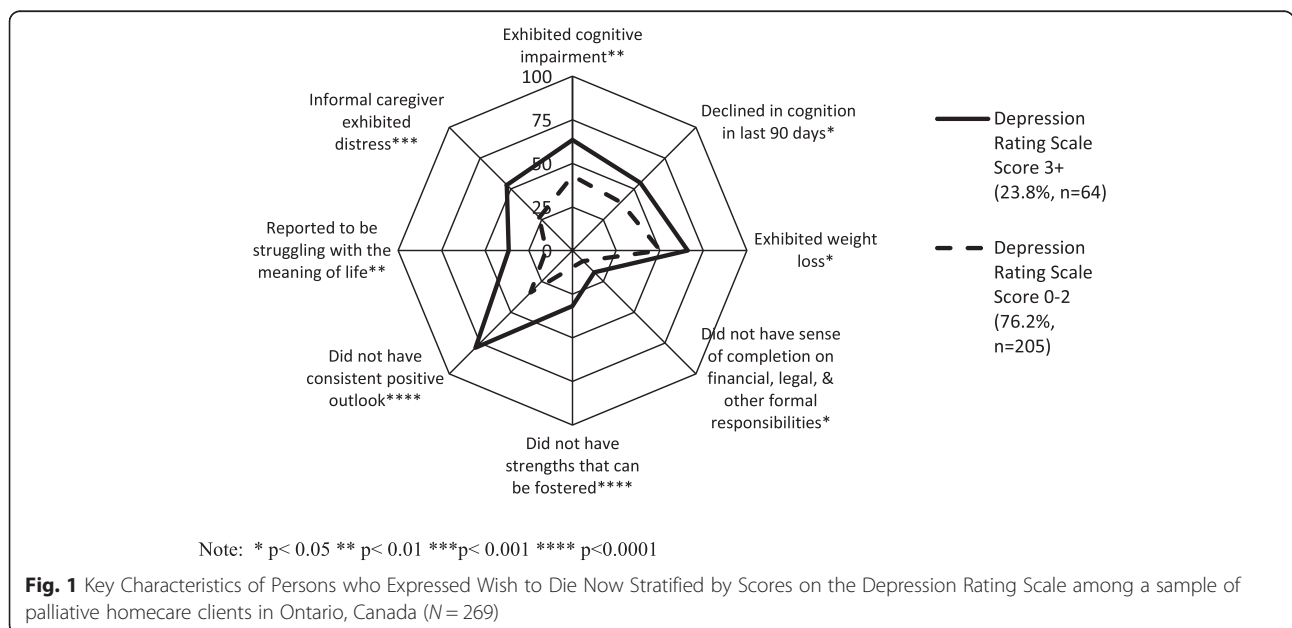 Exhibited cognitive
impairment**
100
75
50
25
0
Declined in cognition
in last 90 days*
Exhibited weight
loss*
Did not have sense
of completion on
financial, legal, &
other formal
responsibilities*
Did not have
strengths that can
be fostered****
Did not have
consistent positive
outlook****
Reported to be
struggling with the
meaning of life**
Informal caregiver
exhibited
distress***
Depression
Rating Scale
Score 3+
(23.8%, n=64)
Depression
Rating Scale
Score 0-2
(76.2%,
n=205)
Note: * p< 0.05 ** p< 0.01 ***p< 0.001 **** p<0.0001
Fig. 1 Key Characteristics of Persons who Expressed Wish to Die Now Stratified by Scores on the Depression Rating Scale among a sample of
palliative homecare clients in Ontario, Canada (N = 269)